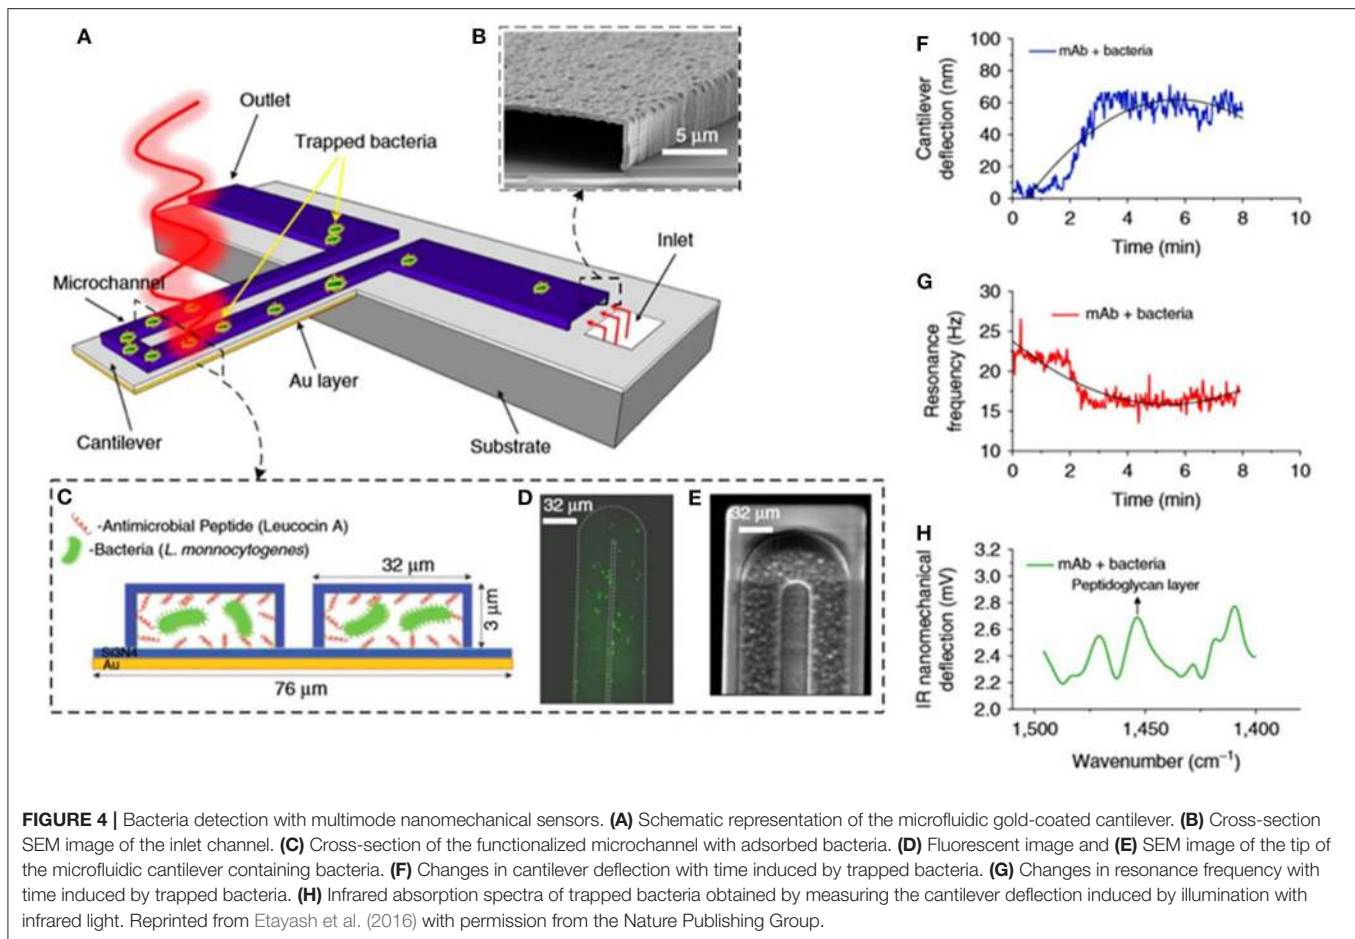 A
Outlet
Trapped bacteria
Microchannel
Inlet
Au layer
Cantilever
Substrate
B
5 μm
C
-Antimicrobial Peptide (Leucocin A)
-Bacteria (L. monnocytogenes)
32 μm
3 μm
Si3N4
Au
76 μm
D
32 μm
E
32 μm
F
Cantilever
deflection (nm)
100
80
60
40
20
0
mAb + bacteria
0 2 4 6 8 10
Time (min)
G
Resonance
frequency (Hz)
30
25
20
15
10
mAb + bacteria
0 2 4 6 8 10
Time (min)
H
IR nanomechanical
deflection (mV)
3.2
3.0
2.8
2.6
2.4
2.2
2.0
mAb + bacteria
Peptidoglycan layer
1,500 1,450 1,400
Wavenumber (cm⁻¹)
FIGURE 4 | Bacteria detection with multimode nanomechanical sensors. (A) Schematic representation of the microfluidic gold-coated cantilever. (B) Cross-section
SEM image of the inlet channel. (C) Cross-section of the functionalized microchannel with adsorbed bacteria. (D) Fluorescent image and (E) SEM image of the tip of
the microfluidic cantilever containing bacteria. (F) Changes in cantilever deflection with time induced by trapped bacteria. (G) Changes in resonance frequency with
time induced by trapped bacteria. (H) Infrared absorption spectra of trapped bacteria obtained by measuring the cantilever deflection induced by illumination with
infrared light. Reprinted from Etayash et al. (2016) with permission from the Nature Publishing Group.